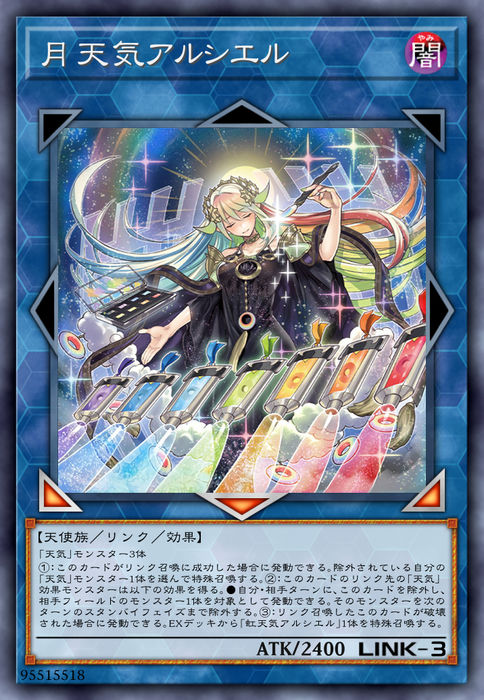 月天気アルシエル
やみ
闇
【天使族／リンク／効果】
「天気」モンスター3体
①：このカードがリンク召喚に成功した場合に発動できる。除外されている自分の
「天気」モンスター1体を選んで特殊召喚する。②：このカードのリンク先の「天気」
効果モンスターは以下の効果を得る。●自分・相手ターンに、このカードを除外し、
相手フィールドのモンスター1体を対象として発動できる。そのモンスターを次の
ターンのスタンバイフェイズまで除外する。③：リンク召喚したこのカードが破壊
された場合に発動できる。EXデッキから「虹天気アルシエル」1体を特殊召喚する。
ATK/2400 LINK-3
95515518